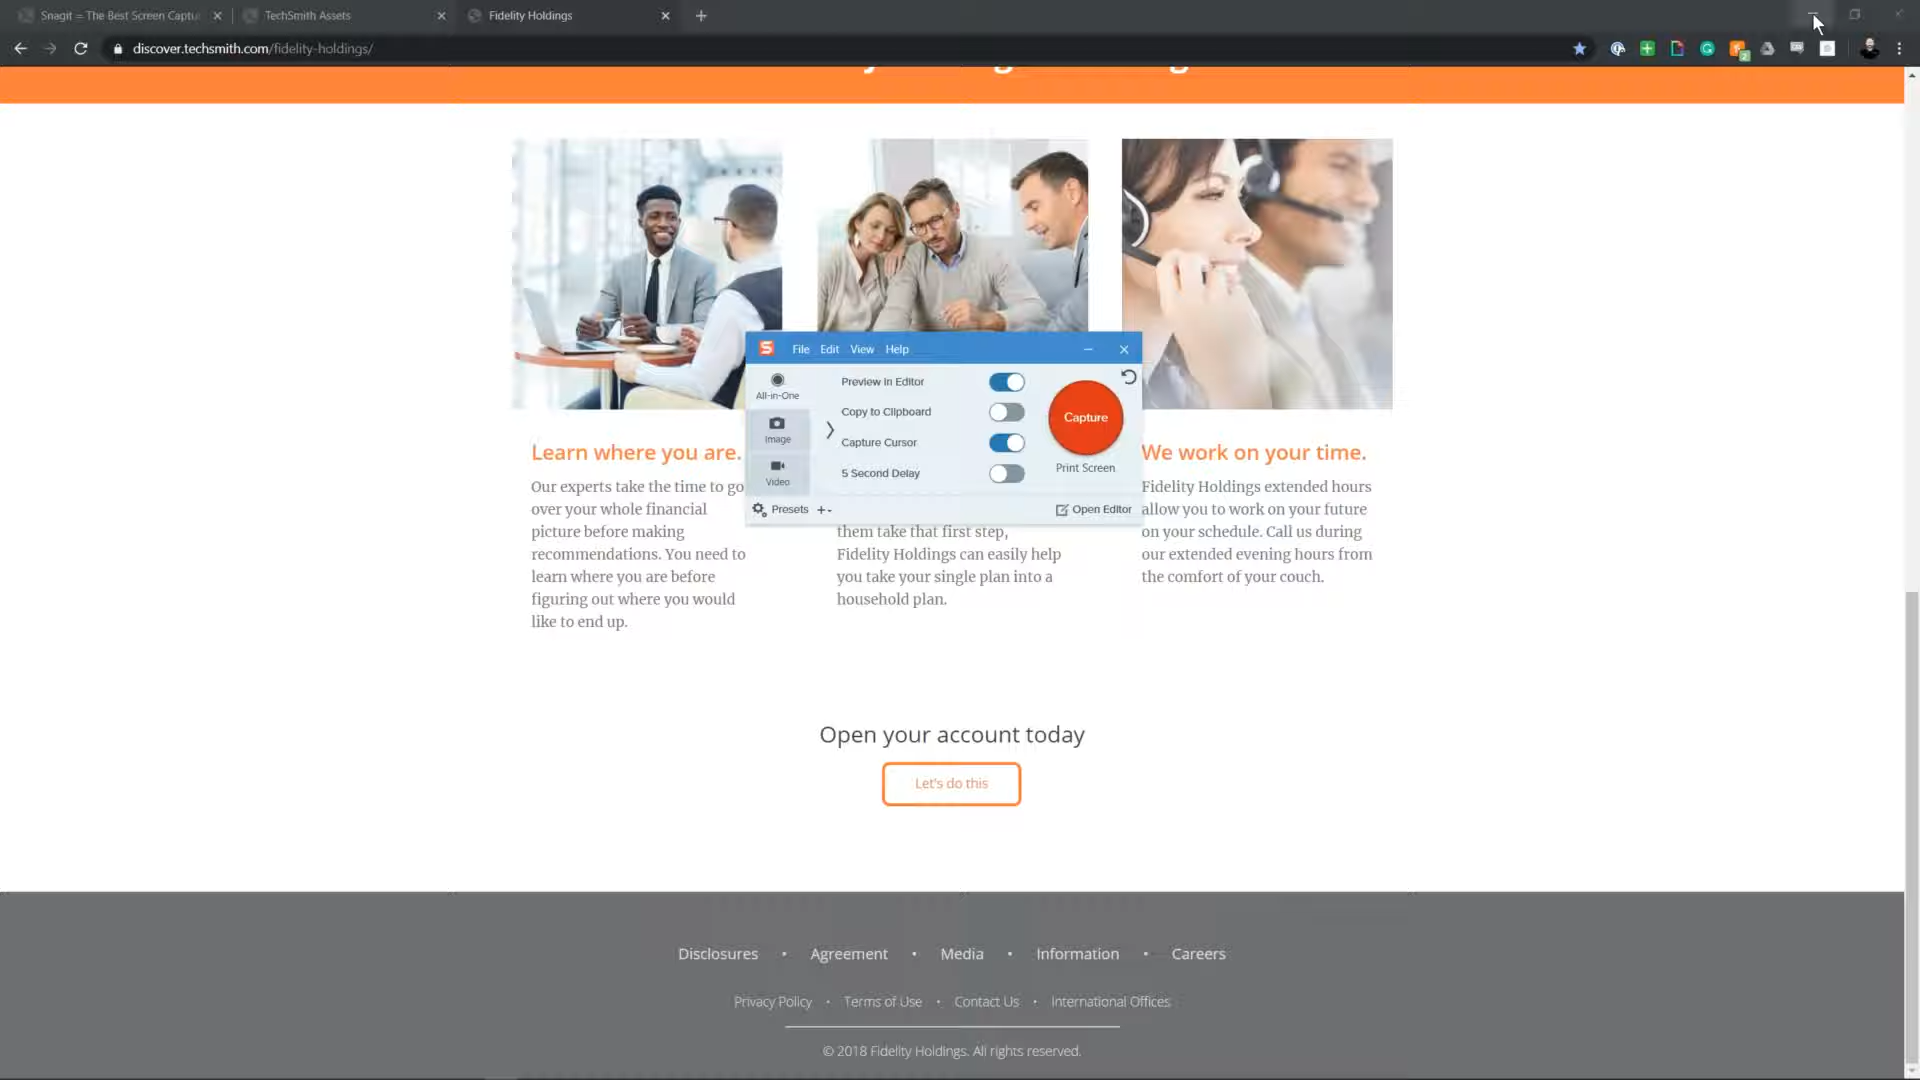 Snagit = The Best Screen Captu
TechSmith Assets
Fidelity Holdings
discover.techsmith.com/fidelity-holdings/
File Edit View Help
All-in-One
Image
Video
Preview in Editor
Copy to Clipboard
Capture Cursor
5 Second Delay
Capture
Print Screen
Presets
Open Editor
Learn where you are.
Our experts take the time to go
over your whole financial
picture before making
recommendations. You need to
learn where you are before
figuring out where you would
like to end up.
them take that first step,
Fidelity Holdings can easily help
you take your single plan into a
household plan.
We work on your time.
Fidelity Holdings extended hours
allow you to work on your future
on your schedule. Call us during
our extended evening hours from
the comfort of your couch.
Open your account today
Let's do this
Disclosures • Agreement • Media • Information • Careers
Privacy Policy • Terms of Use • Contact Us • International Offices
© 2018 Fidelity Holdings. All rights reserved.